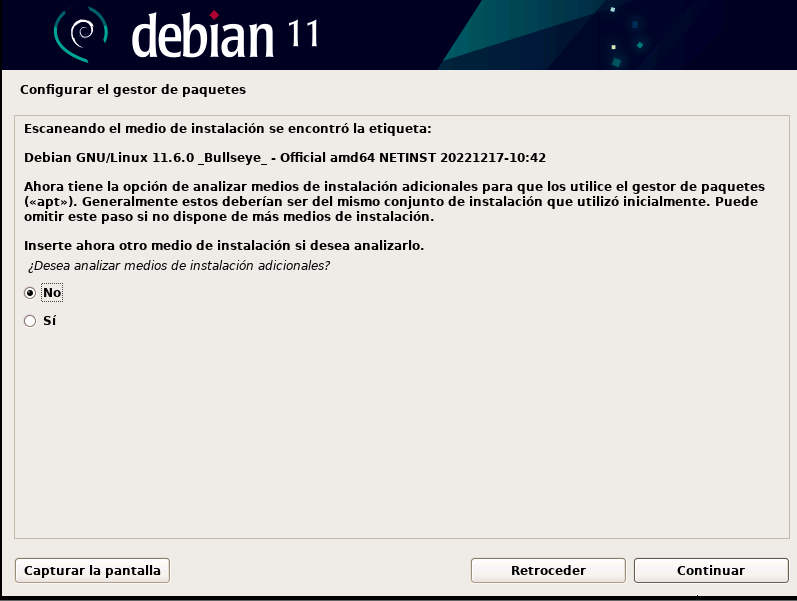 debian 11
Configurar el gestor de paquetes
Escaneando el medio de instalación se encontró la etiqueta:
Debian GNU/Linux 11.6.0 _Bullseye_ - Official amd64 NETINST 20221217-10:42
Ahora tiene la opción de analizar medios de instalación adicionales para que los utilice el gestor de paquetes
(«apt»). Generalmente estos deberían ser del mismo conjunto de instalación que utilizó inicialmente. Puede
omitir este paso si no dispone de más medios de instalación.
Inserte ahora otro medio de instalación si desea analizarlo.
¿Desea analizar medios de instalación adicionales?
No
Sí
Capturar la pantalla
Retroceder
Continuar